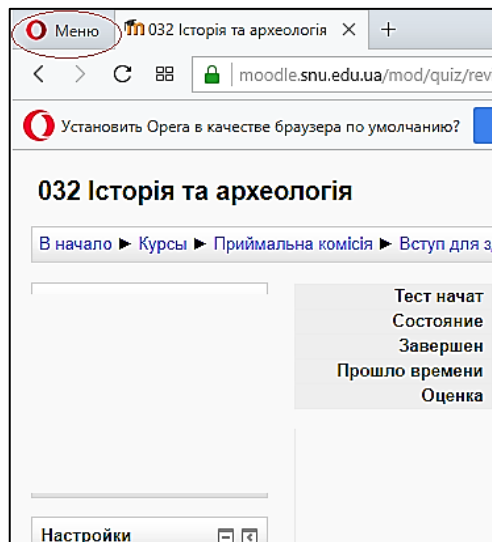 Меню
032 Історія та археологія
moodle.snu.edu.ua/mod/quiz/rev
Установить Opera в качестве браузера по умолчанию?
032 Історія та археологія
В начало ► Курсы ► Приймальна комісія ► Вступ для з
Тест начат
Состояние
Завершен
Прошло времени
Оценка
Настройки